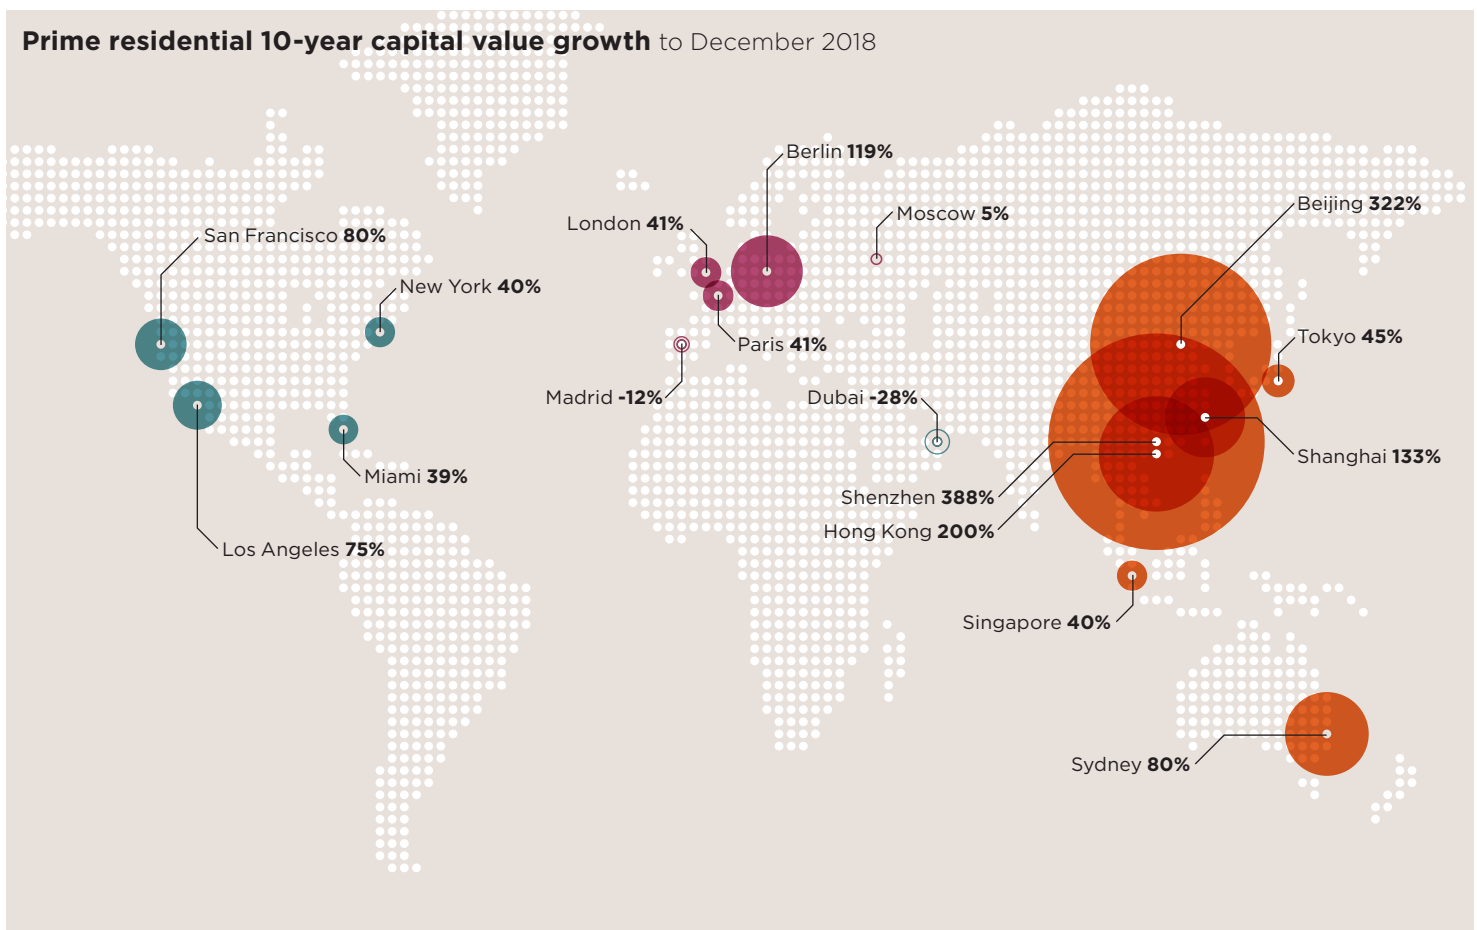 Prime residential 10-year capital value growth to December 2018
Berlin 119%
Beijing 322%
Moscow 5%
London 41%
San Francisco 80%
New York 40%
Tokyo 45%
Paris 41%
Madrid -12%
Dubai -28%
Shanghai 133%
Miami 39%
Shenzhen 388%
Hong Kong 200%
Los Angeles 75%
Singapore 40%
Sydney 80%